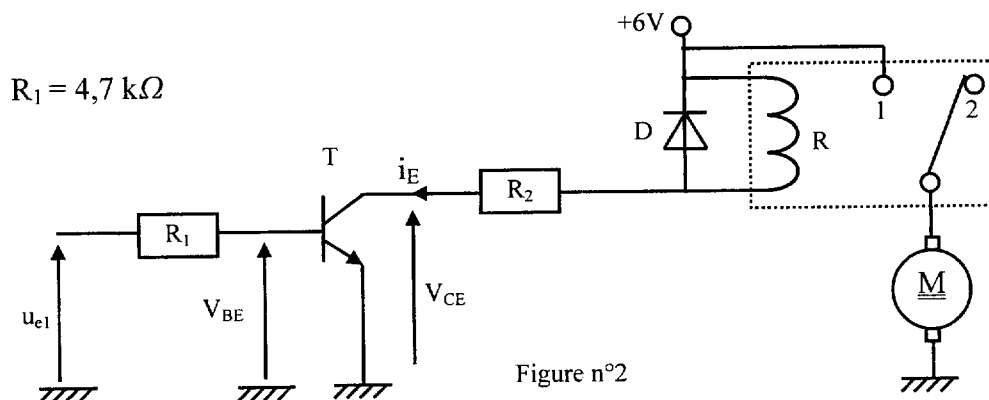 +6V
R₁ = 4,7 kΩ
1
2
D
R
T
i_E
R₂
R₁
V_BE
V_CE
u_e1
M
Figure n°2